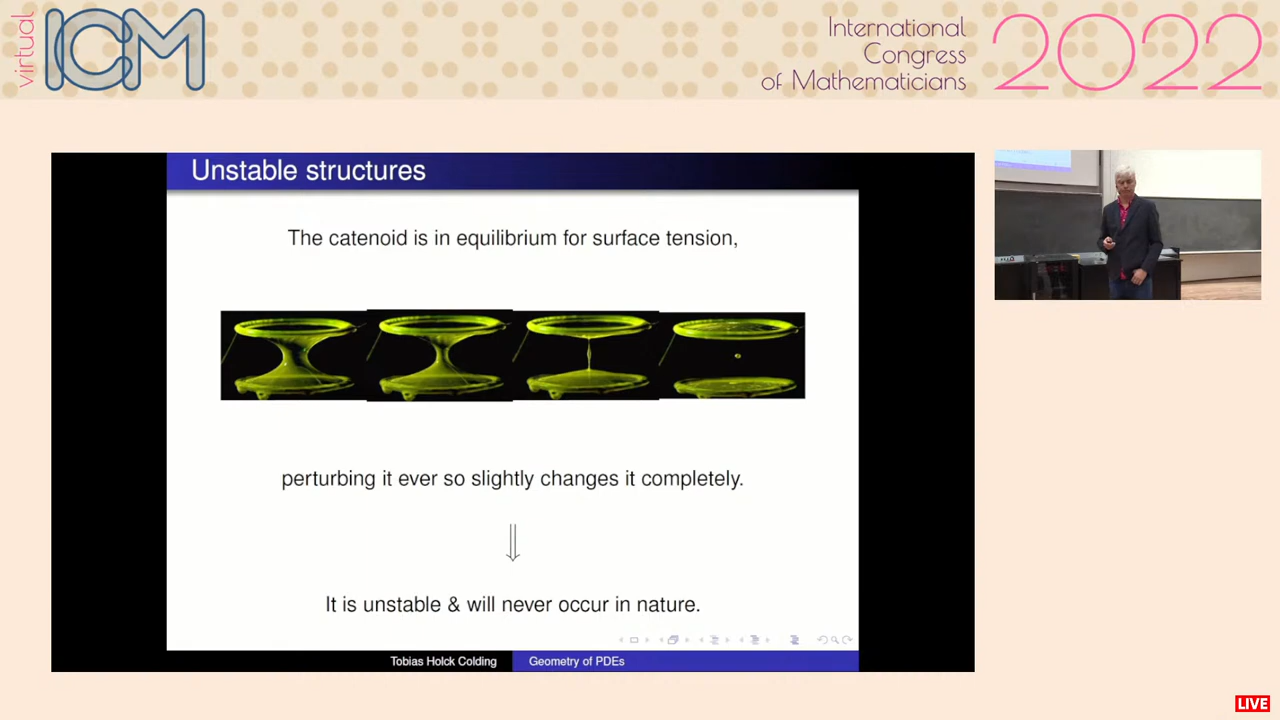 virtual
ICM
International
Congress
of Mathematicians
2022
Unstable structures
The catenoid is in equilibrium for surface tension,
perturbing it ever so slightly changes it completely.
⇓
It is unstable & will never occur in nature.
Tobias Holck Colding
Geometry of PDEs
LIVE